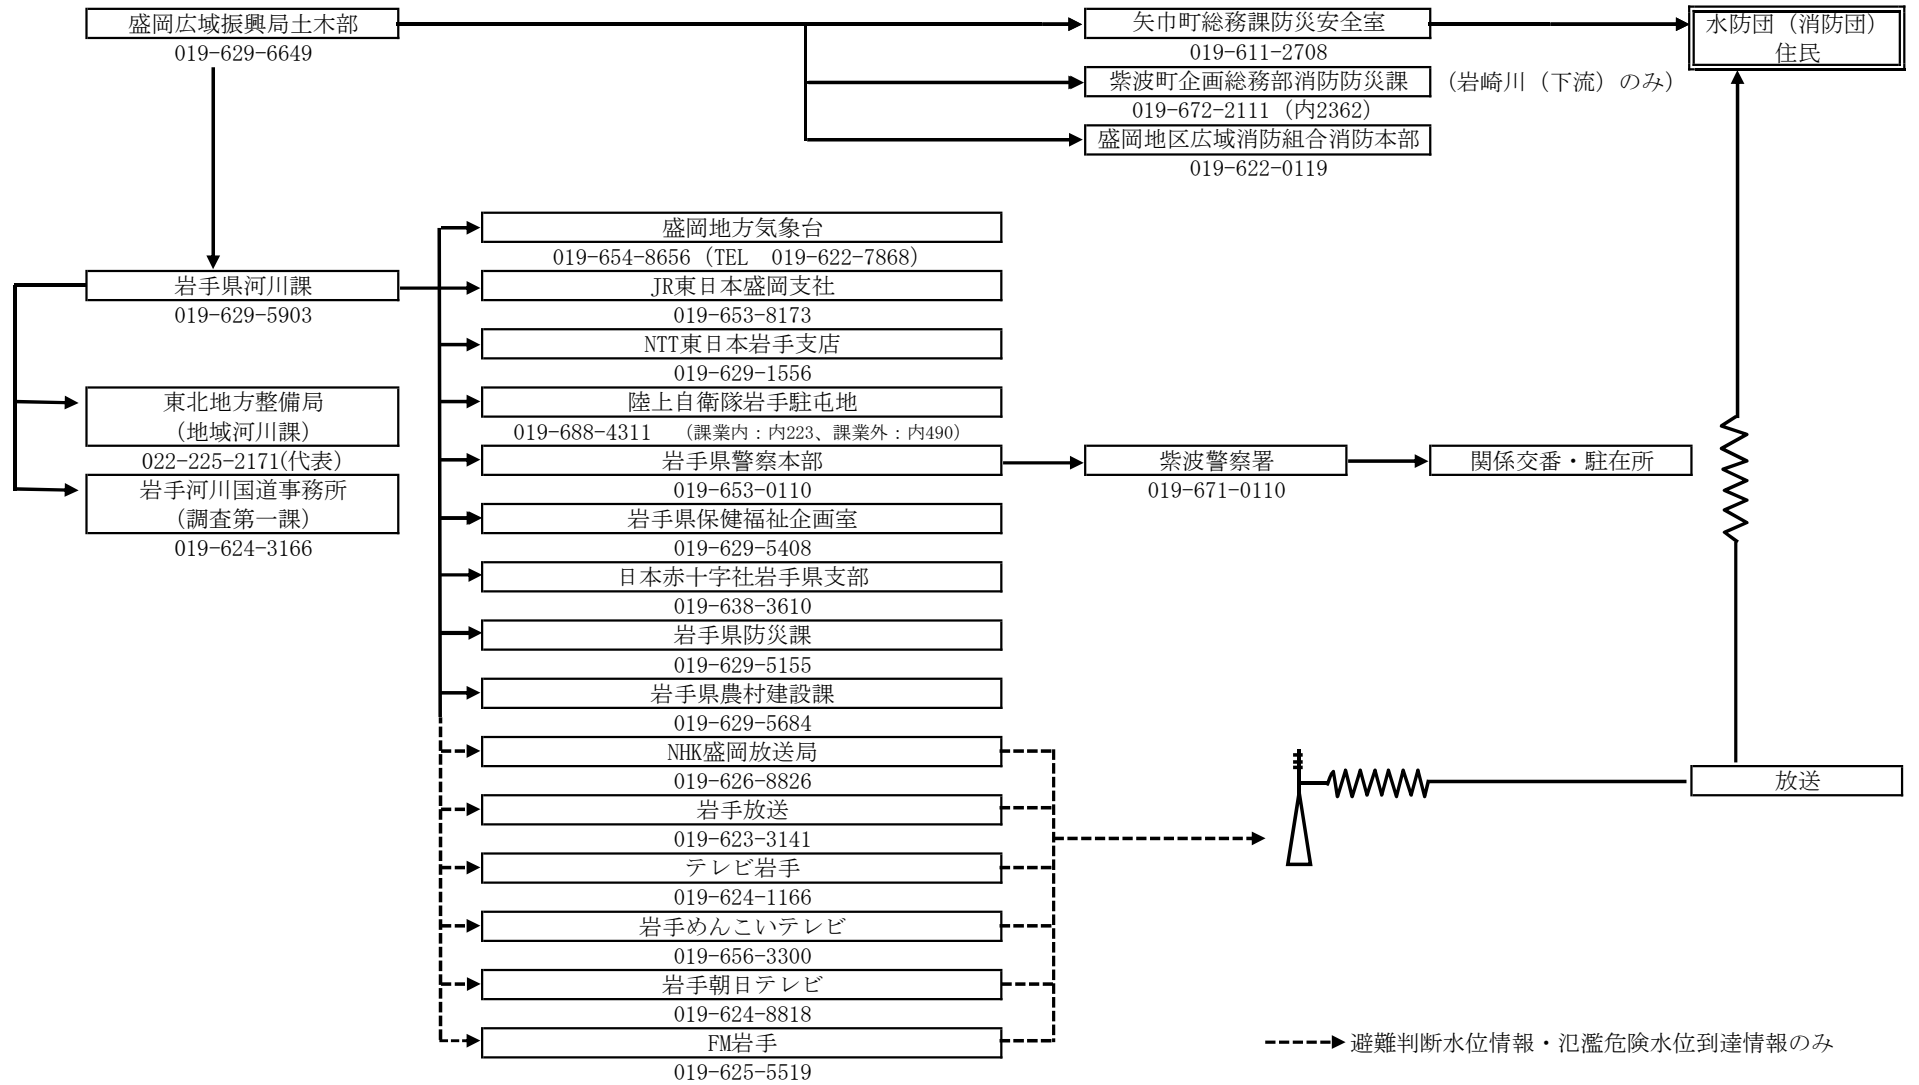 盛岡広域振興局土木部
019-629-6649
矢巾町総務課防災安全室
019-611-2708
水防団（消防団）
住民
紫波町企画総務部消防防災課
（岩崎川（下流）のみ）
019-672-2111（内2362）
盛岡地区広域消防組合消防本部
019-622-0119
盛岡地方気象台
019-654-8656（TEL　019-622-7868）
岩手県河川課
019-629-5903
JR東日本盛岡支社
019-653-8173
NTT東日本岩手支店
019-629-1556
東北地方整備局
（地域河川課）
022-225-2171(代表）
岩手河川国道事務所
（調査第一課）
019-624-3166
陸上自衛隊岩手駐屯地
019-688-4311　（課業内：内223、課業外：内490）
岩手県警察本部
019-653-0110
紫波警察署
019-671-0110
関係交番・駐在所
岩手県保健福祉企画室
019-629-5408
日本赤十字社岩手県支部
019-638-3610
岩手県防災課
019-629-5155
岩手県農村建設課
019-629-5684
NHK盛岡放送局
019-626-8826
放送
岩手放送
019-623-3141
テレビ岩手
019-624-1166
岩手めんこいテレビ
019-656-3300
岩手朝日テレビ
019-624-8818
FM岩手
019-625-5519
避難判断水位情報・氾濫危険水位到達情報のみ